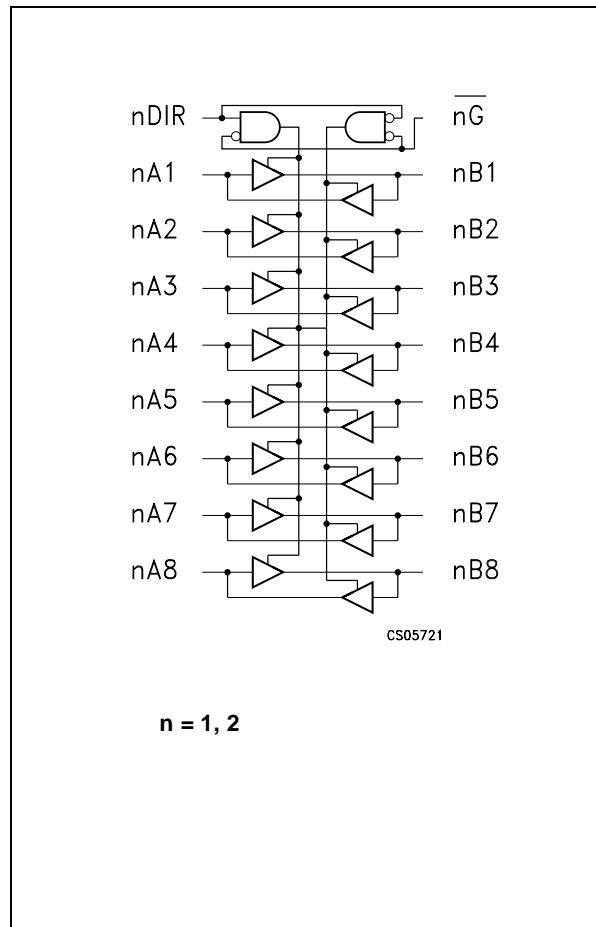 nDIR nG̅
nA1 nB1
nA2 nB2
nA3 nB3
nA4 nB4
nA5 nB5
nA6 nB6
nA7 nB7
nA8 nB8
CS05721
n = 1, 2